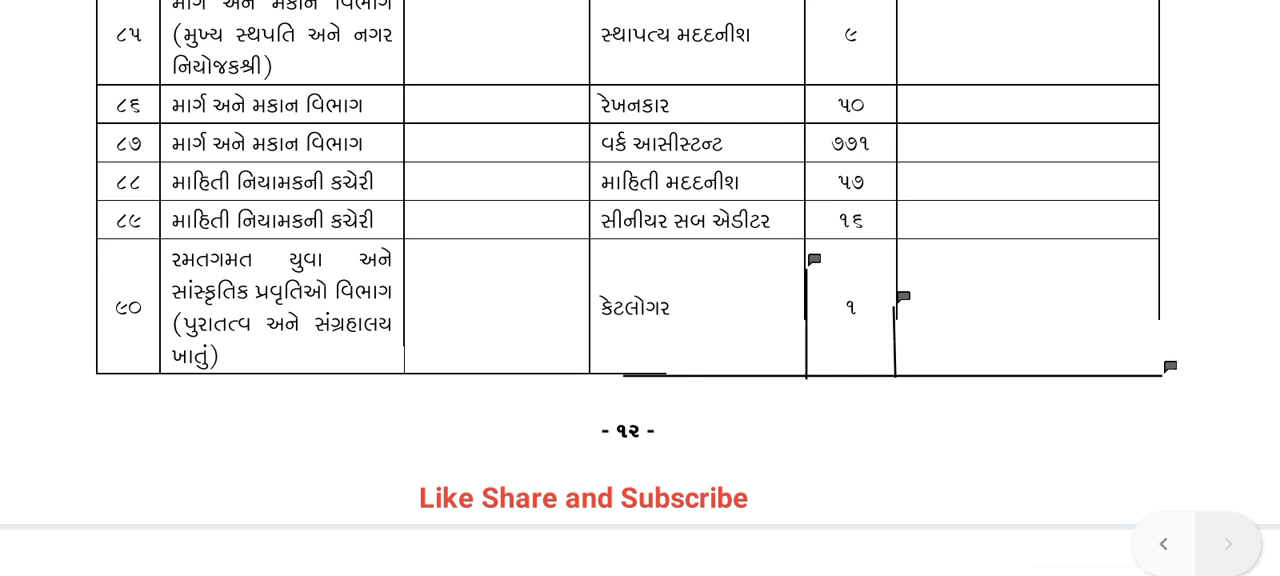 માર્ગ અને મકાન વિભાગ
૮૫ (મુખ્ય સ્થપતિ અને નગર સ્થાપત્ય મદદનીશ ૯
નિયોજકશ્રી)
૮૬ માર્ગ અને મકાન વિભાગ રેખનકાર ૫૦
૮૭ માર્ગ અને મકાન વિભાગ વર્ક આસીસ્ટન્ટ ૭૭૧
૮૮ માહિતી નિયામકની કચેરી માહિતી મદદનીશ ૫૭
૮૯ માહિતી નિયામકની કચેરી સીનીયર સબ એડીટર ૧૬
રમતગમત યુવા અને
સાંસ્કૃતિક પ્રવૃતિઓ વિભાગ
૯૦ (પુરાતત્વ અને સંગ્રહાલય કેટલોગર ૧
ખાતું)
- ૧૨ -
Like Share and Subscribe